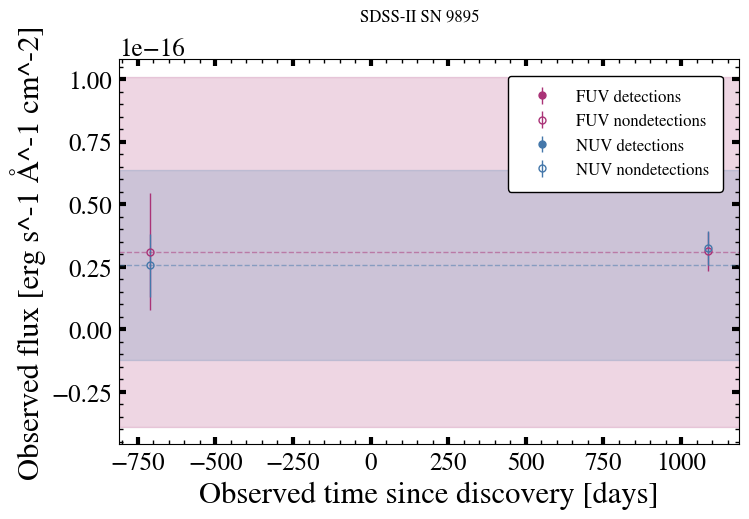 SDSS-II SN 9895
1e−16
Observed flux [erg s^-1 Å^-1 cm^-2]
1.00
0.75
0.50
0.25
0.00
−0.25
FUV detections
FUV nondetections
NUV detections
NUV nondetections
−750 −500 −250 0 250 500 750 1000
Observed time since discovery [days]